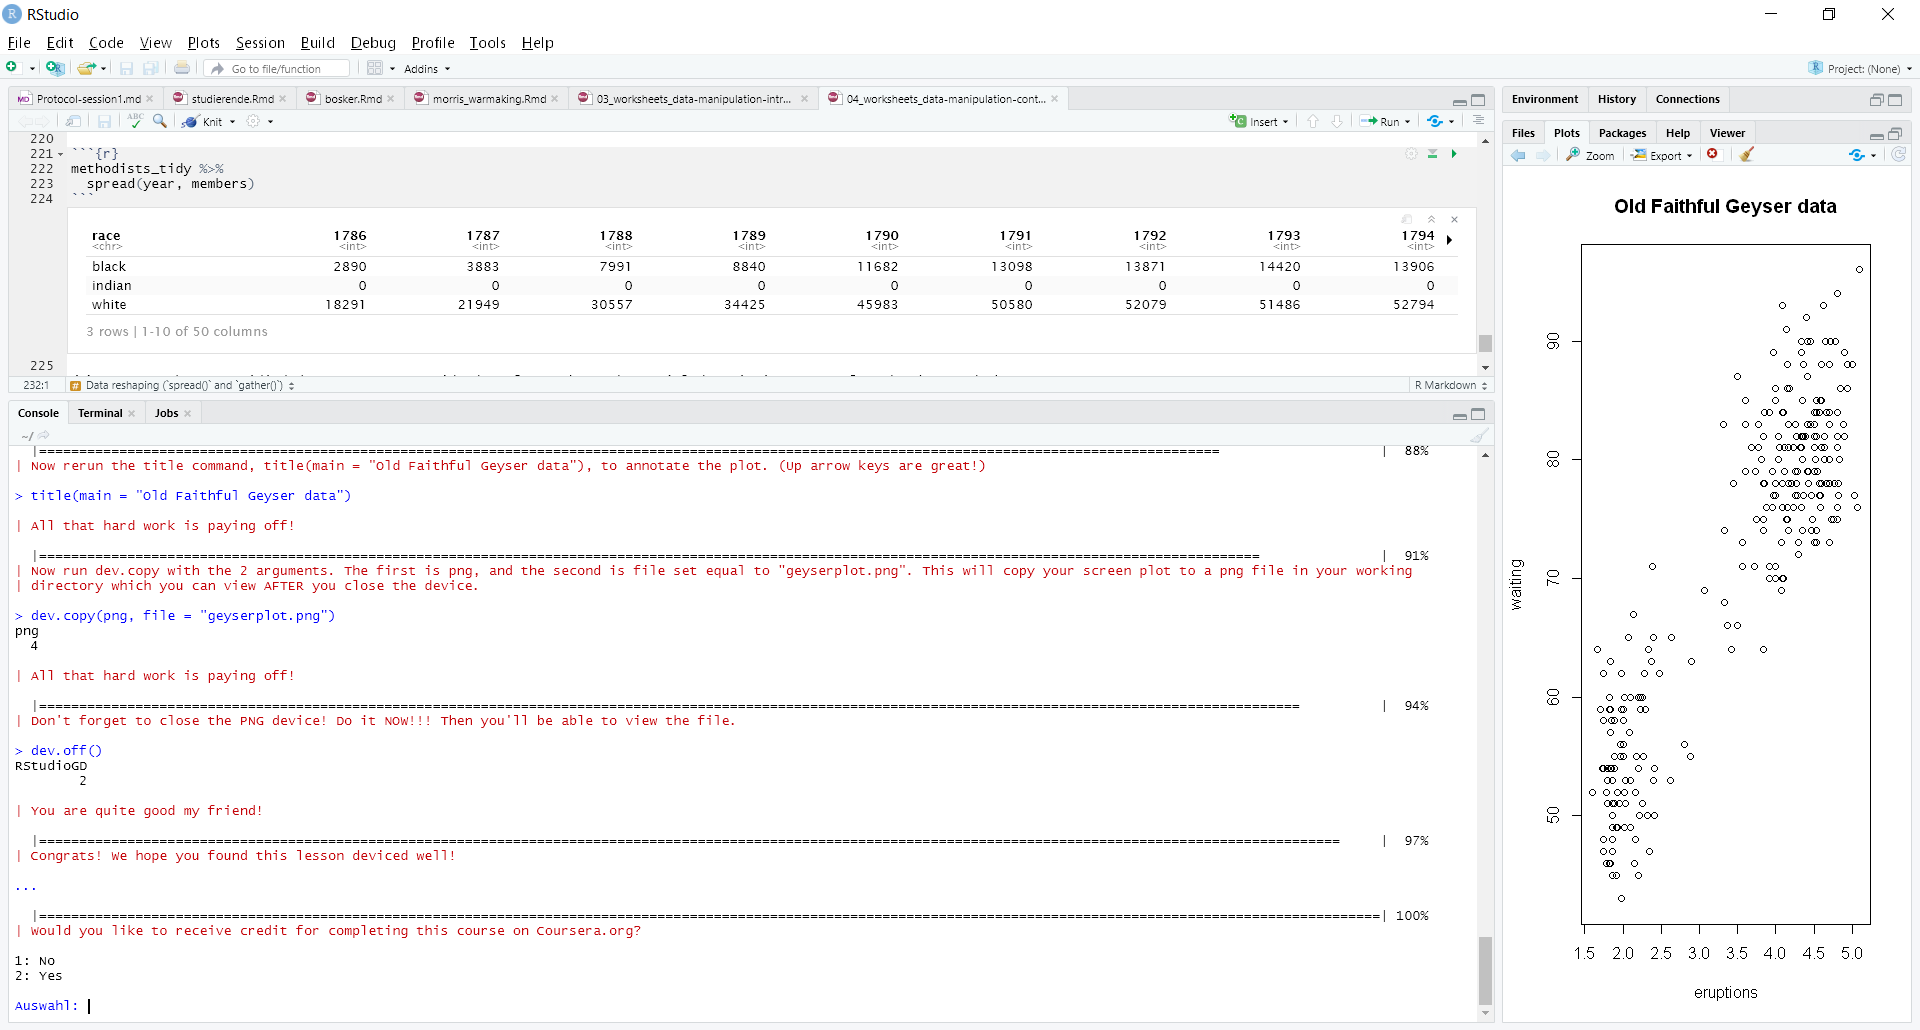 RStudio
File Edit Code View Plots Session Build Debug Profile Tools Help
Go to file/function Addins Project: (None)
Protocol-session1.md studierende.Rmd bosker.Rmd morris_warmaking.Rmd 03_worksheets_data-manipulation-intr... 04_worksheets_data-manipulation-cont...
ABC Knit Insert Run
220
221 ```{r}
222 methodists_tidy %>%
223 spread(year, members)
224 ```
race 1786 1787 1788 1789 1790 1791 1792 1793 1794
<chr> <int> <int> <int> <int> <int> <int> <int> <int> <int>
black 2890 3883 7991 8840 11682 13098 13871 14420 13906
indian 0 0 0 0 0 0 0 0 0
white 18291 21949 30557 34425 45983 50580 52079 51486 52794
3 rows | 1-10 of 50 columns
225
232:1 # Data reshaping (`spread()` and `gather()`) R Markdown
Console Terminal Jobs
~/
|==================================================| 88%
| Now rerun the title command, title(main = "Old Faithful Geyser data"), to annotate the plot. (Up arrow keys are great!)
> title(main = "Old Faithful Geyser data")
| All that hard work is paying off!
|==================================================| 91%
| Now run dev.copy with the 2 arguments. The first is png, and the second is file set equal to "geyserplot.png". This will copy your screen plot to a png file in your working
| directory which you can view AFTER you close the device.
> dev.copy(png, file = "geyserplot.png")
png
4
| All that hard work is paying off!
|==================================================| 94%
| Don't forget to close the PNG device! Do it NOW!!! Then you'll be able to view the file.
> dev.off()
RStudioGD
2
| You are quite good my friend!
|==================================================| 97%
| Congrats! We hope you found this lesson deviced well!
...
|==================================================| 100%
| Would you like to receive credit for completing this course on Coursera.org?
1: No
2: Yes
Auswahl:
Environment History Connections
Files Plots Packages Help Viewer
Zoom Export
Old Faithful Geyser data
waiting
90
80
70
60
50
1.5 2.0 2.5 3.0 3.5 4.0 4.5 5.0
eruptions